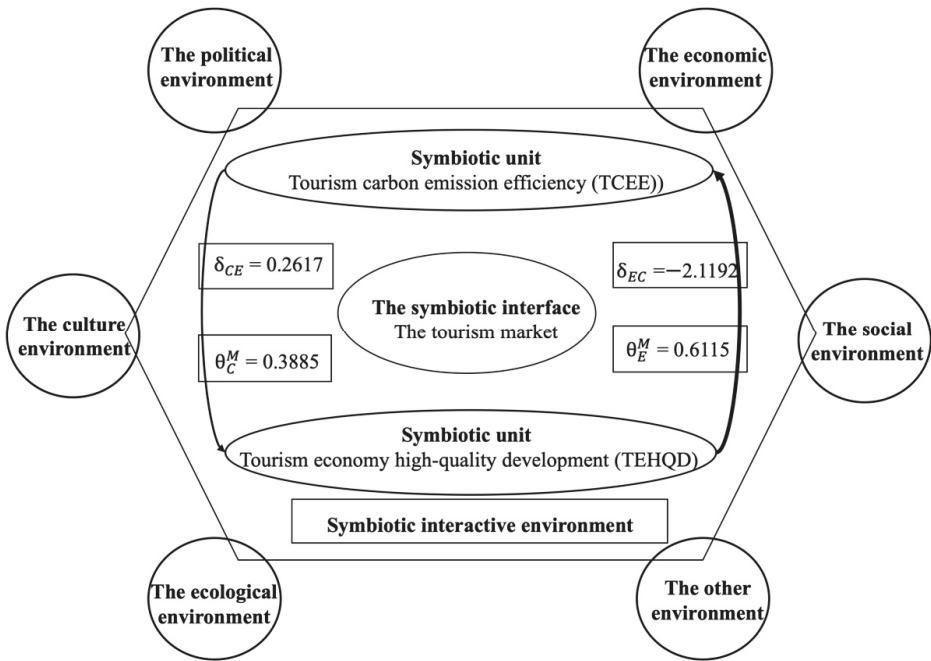 The political
environment
The economic
environment
Symbiotic unit
Tourism carbon emission efficiency (TCEE))
δ_CE = 0.2617
δ_EC =−2.1192
The symbiotic interface
The tourism market
The culture
environment
The social
environment
θ_C^M = 0.3885
θ_E^M = 0.6115
Symbiotic unit
Tourism economy high-quality development (TEHQD)
Symbiotic interactive environment
The ecological
environment
The other
environment